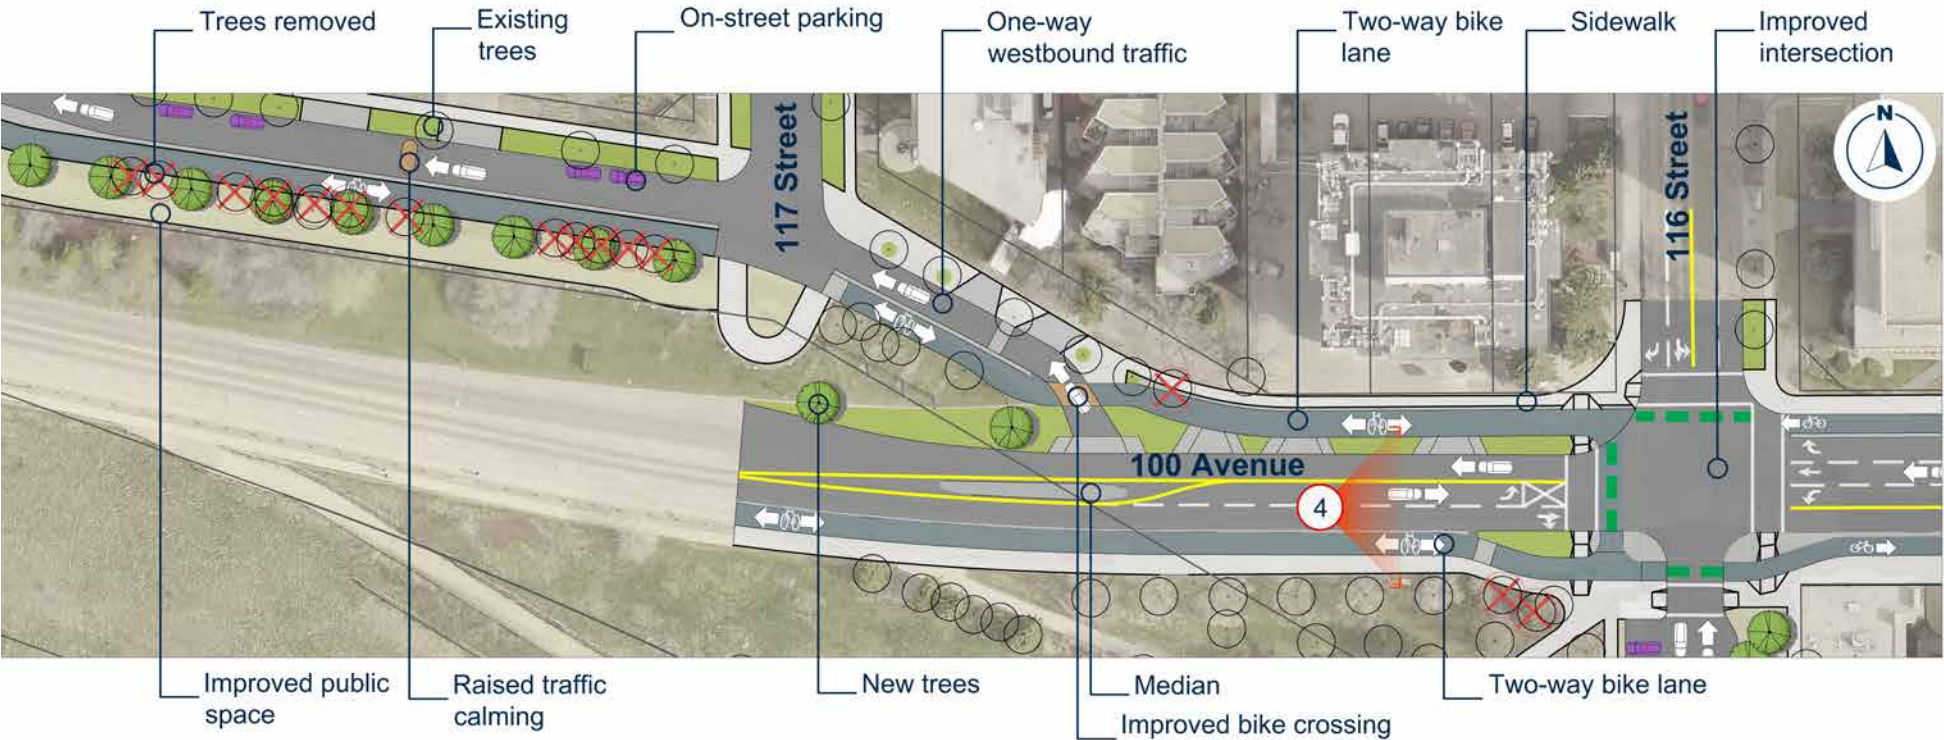 Trees removed
Existing
trees
On-street parking
One-way
westbound traffic
Two-way bike
lane
Sidewalk
Improved
intersection
N
117 Street
116 Street
100 Avenue
4
Improved public
space
Raised traffic
calming
New trees
Median
Improved bike crossing
Two-way bike lane